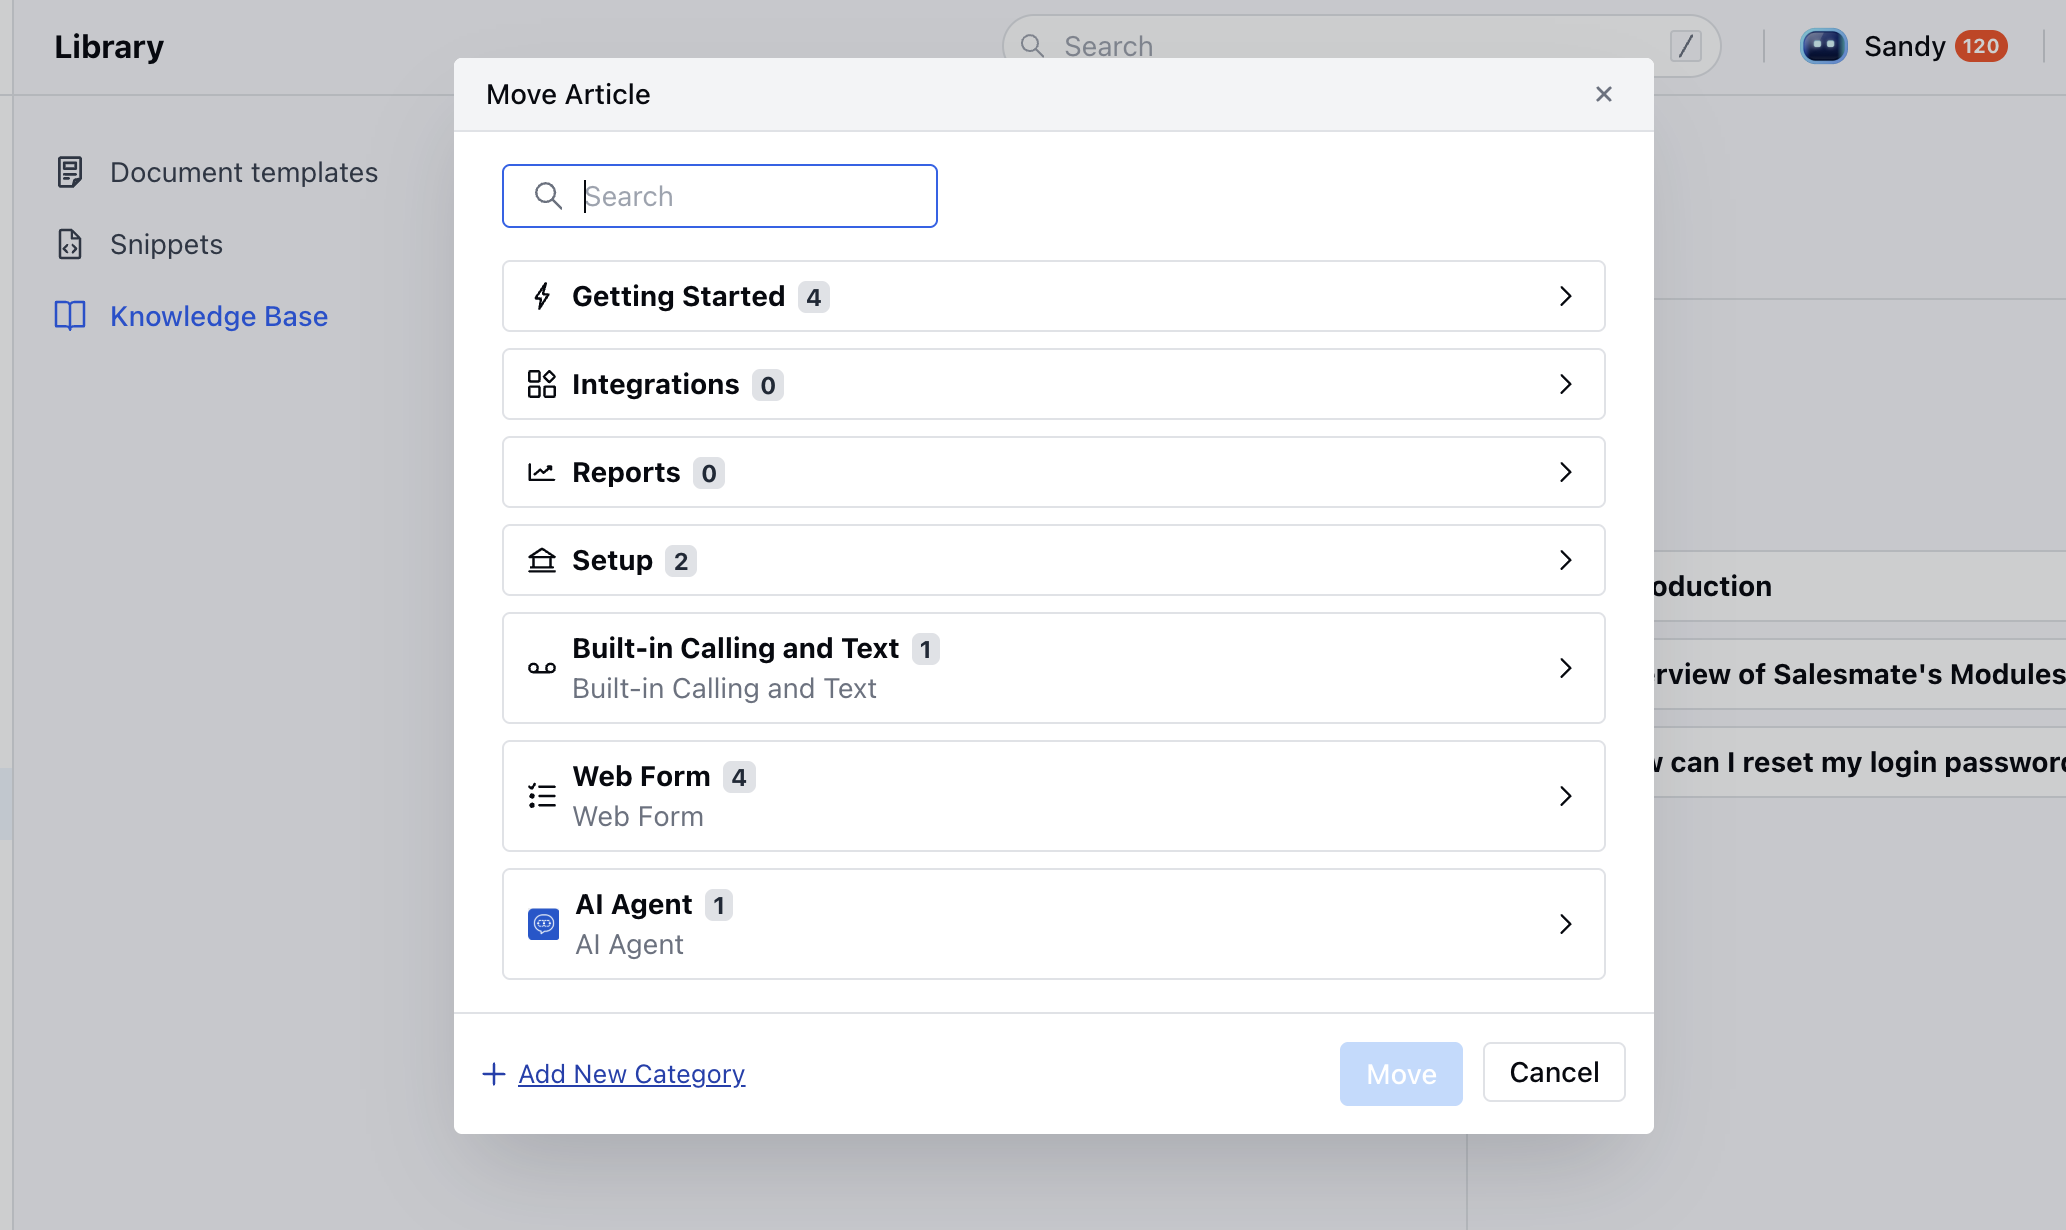 Library
Search
/
Sandy 120
Document templates
Snippets
Knowledge Base
Move Article
Search
Getting Started 4
Integrations 0
Reports 0
Setup 2
Built-in Calling and Text 1
Built-in Calling and Text
Web Form 4
Web Form
AI Agent 1
AI Agent
Add New Category
Move
Cancel
oduction
rview of Salesmate's Modules
can I reset my login password